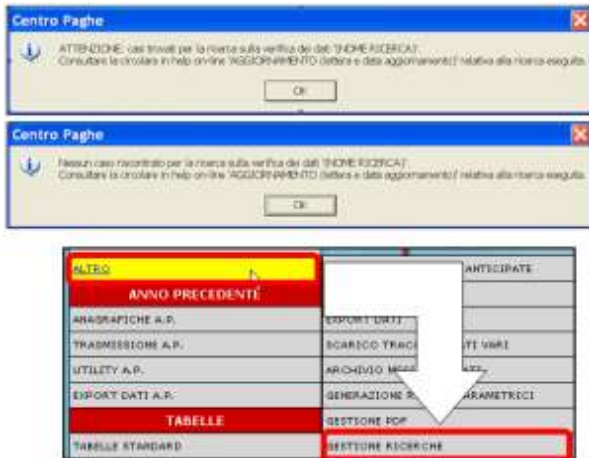 Centro Paghe
ATTENZIONE: casi trovati per la ricerca sulla verifica dei dati 'NOME RICERCA)'.
Consultare la circolare in help on-line 'AGGIORNAMENTO (lettera e data aggiornamento)' relativa alla ricerca eseguita.
OK
Centro Paghe
Nessun caso riscontrato per la ricerca sulla verifica dei dati 'NOME RICERCA)'.
Consultare la circolare in help on-line 'AGGIORNAMENTO (lettera e data aggiornamento)' relativa alla ricerca eseguita.
OK
ALTRO
ANTICIPATE
ANNO PRECEDENTE
ANAGRAFICHE A.P.
EXPORT DATI
TRASMISSIONE A.P.
SCARICO TRAC
TI VARI
UTILITY A.P.
ARCHIVIO
EXPORT DATI A.P.
GENERAZIONE
ARAMETRICI
TABELLE
GESTIONE PDF
TABELLE STANDARD
GESTIONE RICERCHE